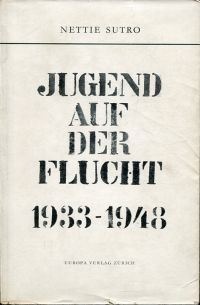 NETTIE SUTRO
JUGEND
AUF
DER
FLUCHT
1933-1948
EUROPA VERLAG ZÜRICH